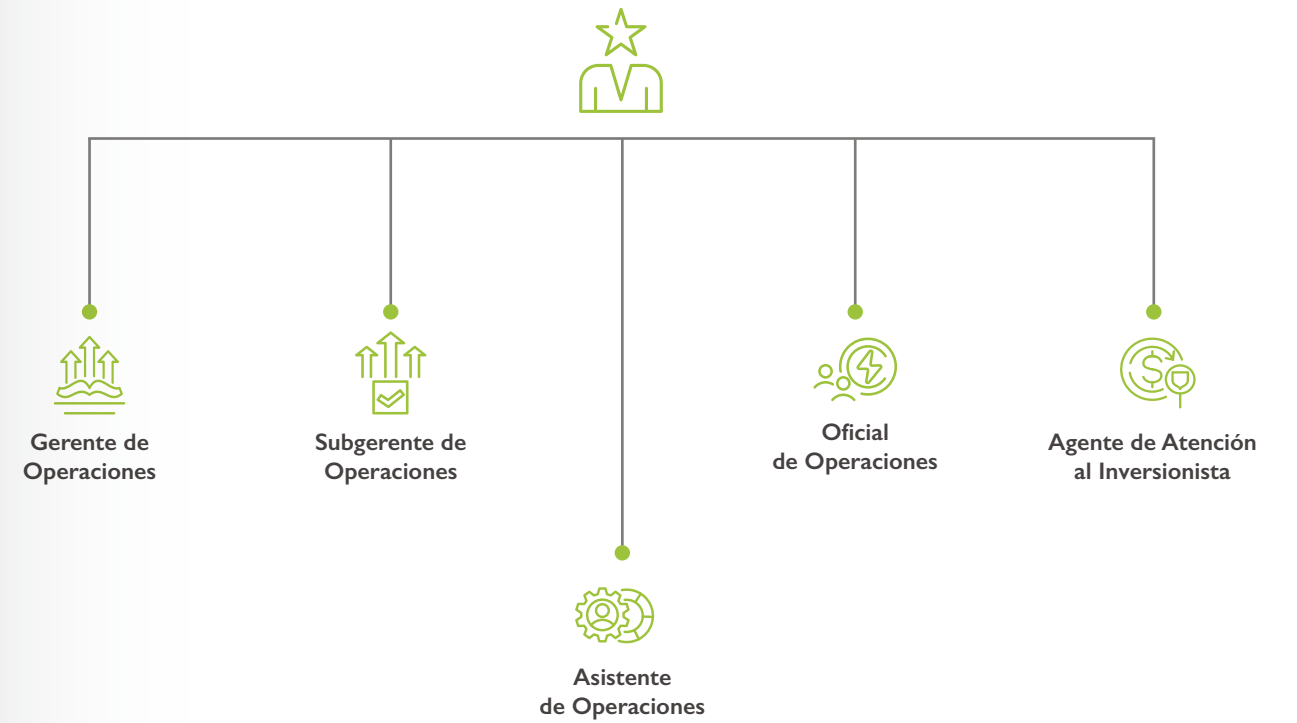 Gerente de
Operaciones
Subgerente de
Operaciones
Oficial
de Operaciones
Agente de Atención
al Inversionista
Asistente
de Operaciones